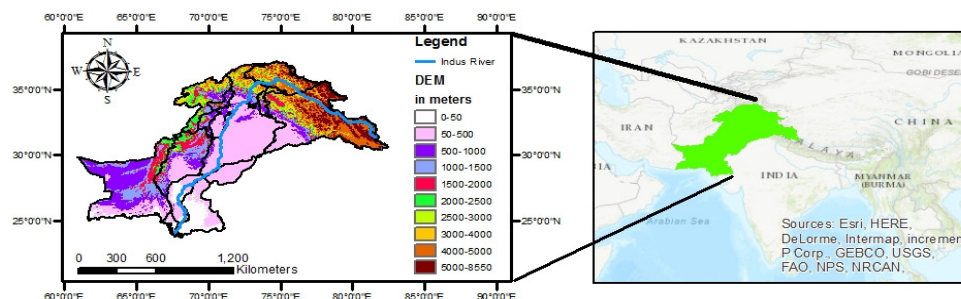 60°0'0"E 65°0'0"E 70°0'0"E 75°0'0"E 80°0'0"E 85°0'0"E 90°0'0"E
N
W E
S
35°0'0"N
30°0'0"N
25°0'0"N
Legend
Indus River
DEM
in meters
0-50
50-500
500-1000
1000-1500
1500-2000
2000-2500
2500-3000
3000-4000
4000-5000
5000-8550
0 300 600 1,200
Kilometers
35°0'0"N
30°0'0"N
25°0'0"N
60°0'0"E 65°0'0"E 70°0'0"E 75°0'0"E 80°0'0"E 85°0'0"E 90°0'0"E
KAZAKHSTAN
MONGOL
GOBI DESE
IRAN
CHINA
ALAYA
INDIA
MYANMAR
(BURMA)
BIA
Arabian Sea
Sources: Esri, HERE,
DeLorme, Intermap, incremen
P Corp., GEBCO, USGS,
FAO, NPS, NRCAN,